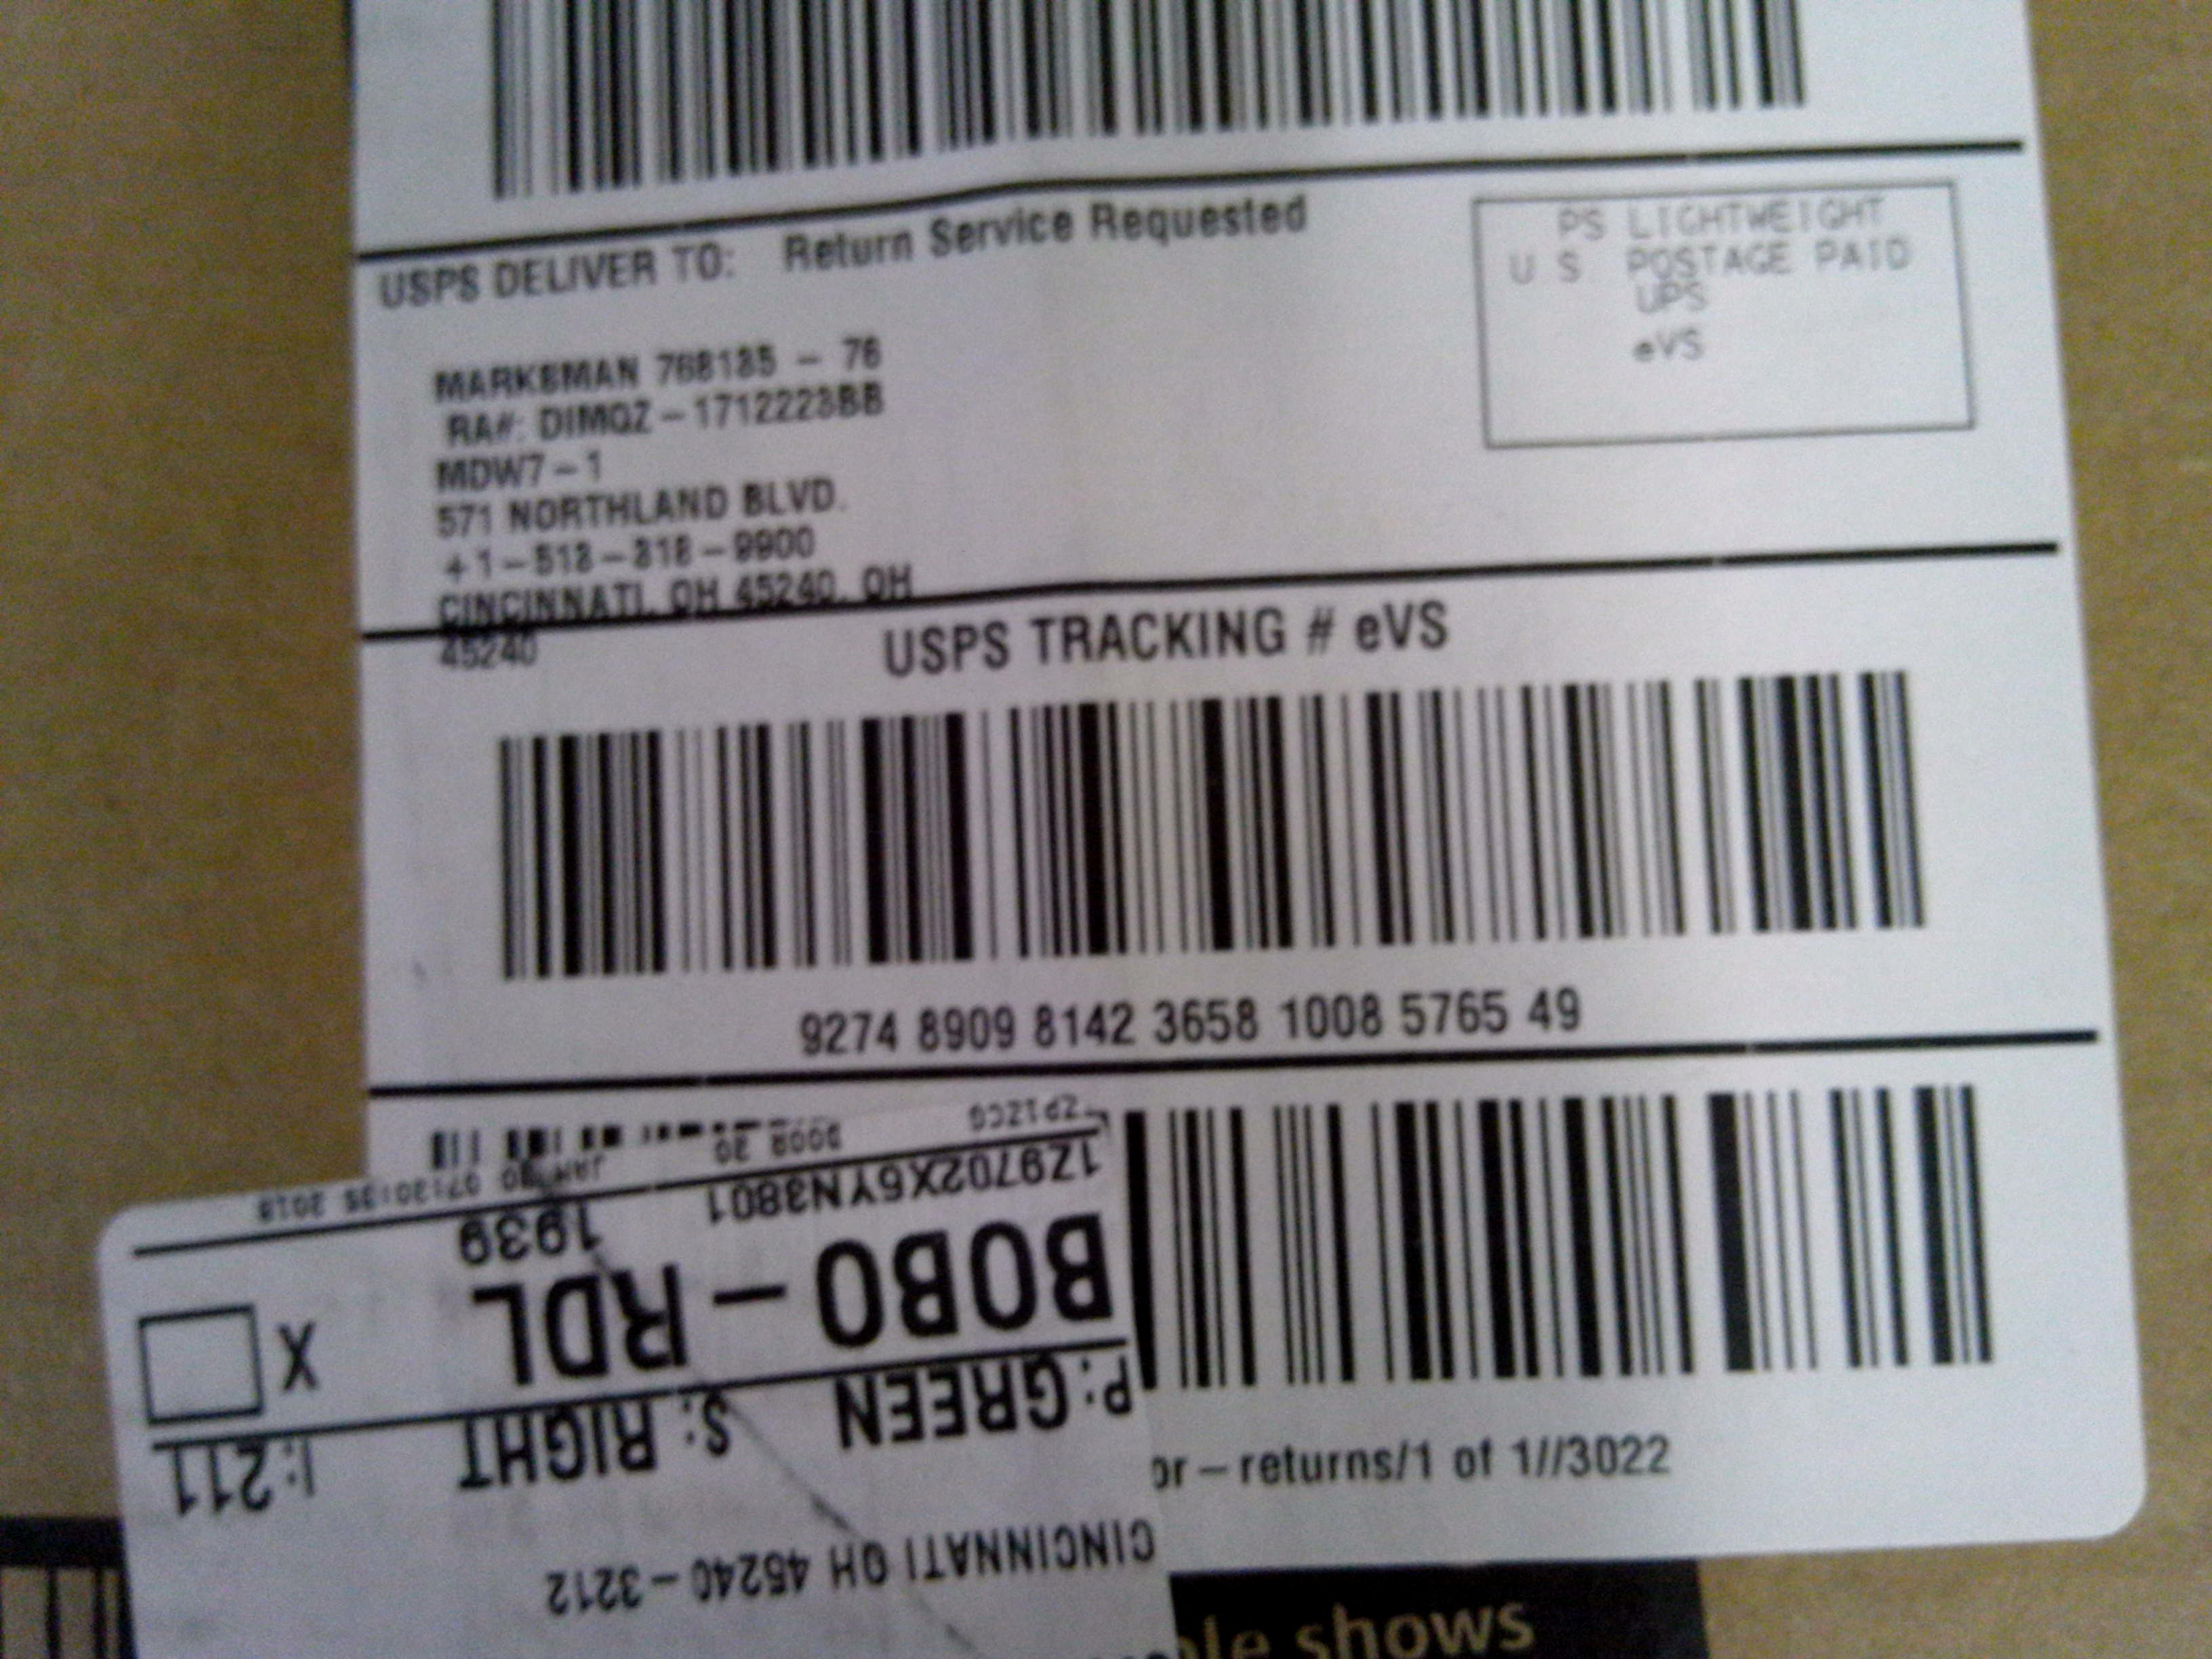 USPS DELIVER TO: Return Service Requested
PS LIGHTWEIGHT
U S POSTAGE PAID
UPS
eVS
MARKSMAN 768135 - 76
RA#: DIMQZ - 1712223BB
MDW7 - 1
571 NORTHLAND BLVD.
+1 - 513 - 318 - 9900
CINCINNATI, OH 45240, OH
45240
USPS TRACKING # eVS
9274 8909 8142 3658 1008 5765 49
or - returns/1 of 1//3022
CINCINNATI OH 45240 - 3212
P: GREEN S: RIGHT I: 211
BOBO - RDL X
1Z9702X6YN3801 1939
ole shows